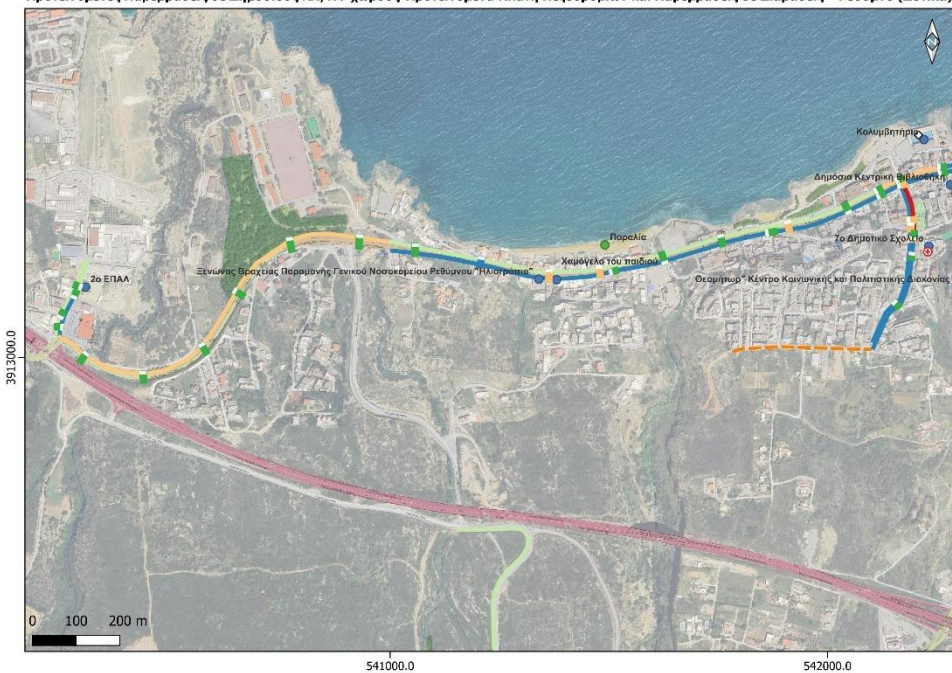 Κολυμβητήριο
Δημόσια Κεντρική Βιβλιοθήκη
Παραλία
7ο Δημοτικό Σχολείο
Χαμόγελο του παιδιού
Ξενώνας Βραχείας Παραμονής Γενικού Νοσοκομείου Ρεθύμνου "Ηλιοτρόπιο"
2ο ΕΠΑΛ
Θεομήτωρ" Κέντρο Κοινωνικής και Πολιτιστικής Διακονίας
3913000.0
0 100 200 m
541000.0 542000.0